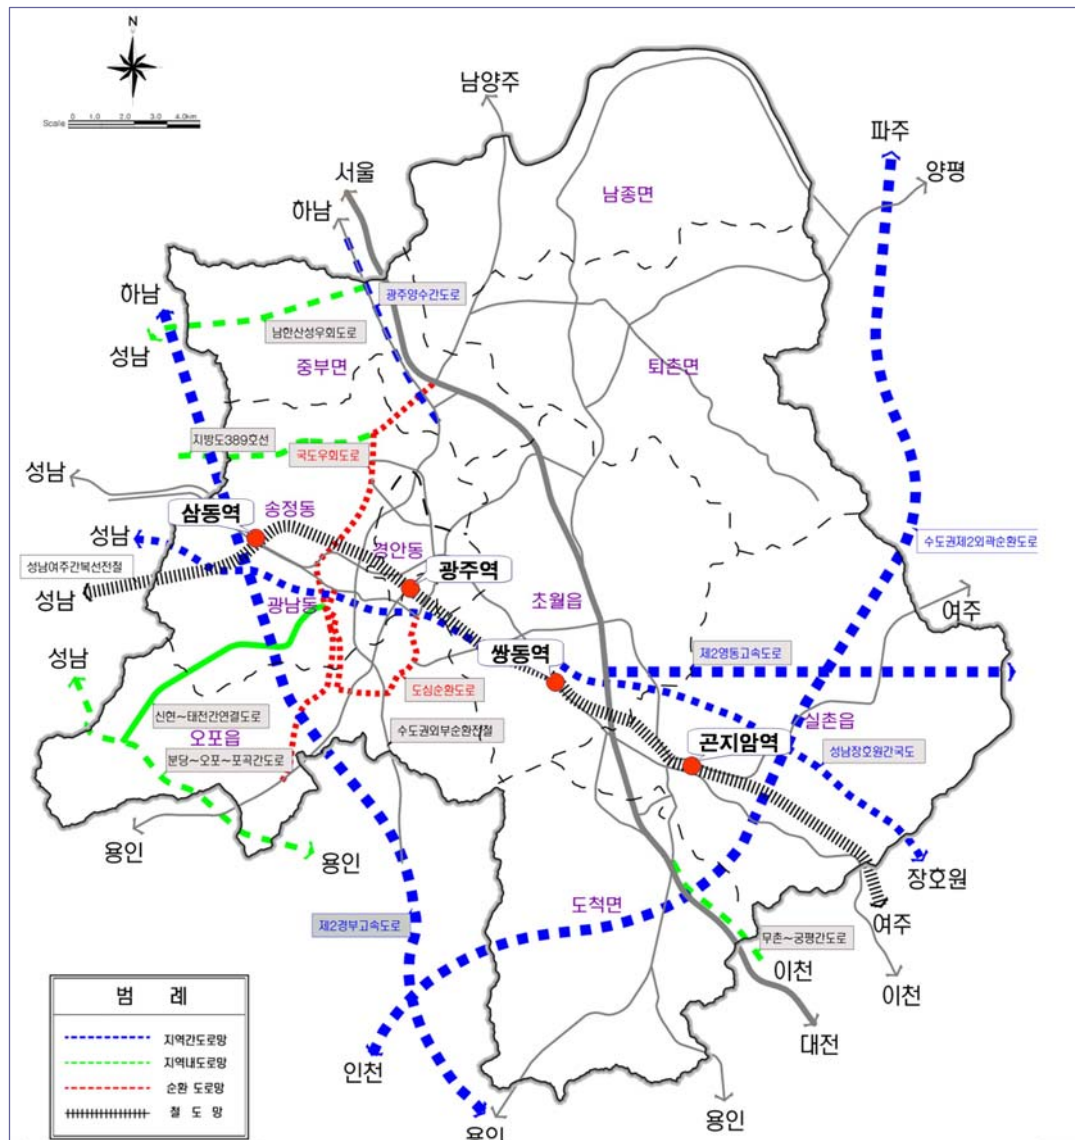 N
0 1.0 2.0 3.0 4.0km
Scale
남양주
파주
서울
양평
남종면
하남
하남
광주양수간도로
남한산성우회도로
성남
중부면
퇴촌면
지방도389호선
국도우회도로
성남
송정동
삼동역
성남
경안동
수도권제2외곽순환도로
성남여주간복선전철
광주역
성남
광남동
초월읍
여주
성남
쌍동역
제2영동고속도로
도심순환도로
신현~태전간연결도로
수도권외부순환전철
실촌읍
오포읍
곤지암역
성남장호원간국도
분당~오포~포곡간도로
용인
용인
장호원
도척면
여주
제2경부고속도로
무촌~궁평간도로
이천
이천
대전
인천
용인
용인
범 례
지역간도로망
지역내도로망
순환 도로망
철 도 망